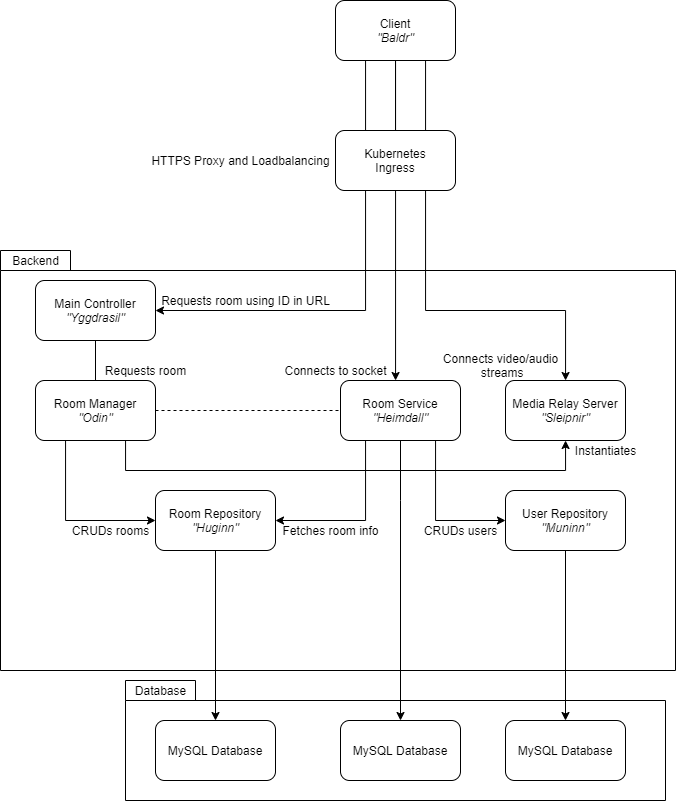 Client
"Baldr"
HTTPS Proxy and Loadbalancing
Kubernetes
Ingress
Backend
Main Controller
"Yggdrasil"
Requests room using ID in URL
Requests room
Connects to socket
Connects video/audio
streams
Room Manager
"Odin"
Room Service
"Heimdall"
Media Relay Server
"Sleipnir"
Instantiates
Room Repository
"Huginn"
User Repository
"Muninn"
CRUDs rooms
Fetches room info
CRUDs users
Database
MySQL Database
MySQL Database
MySQL Database